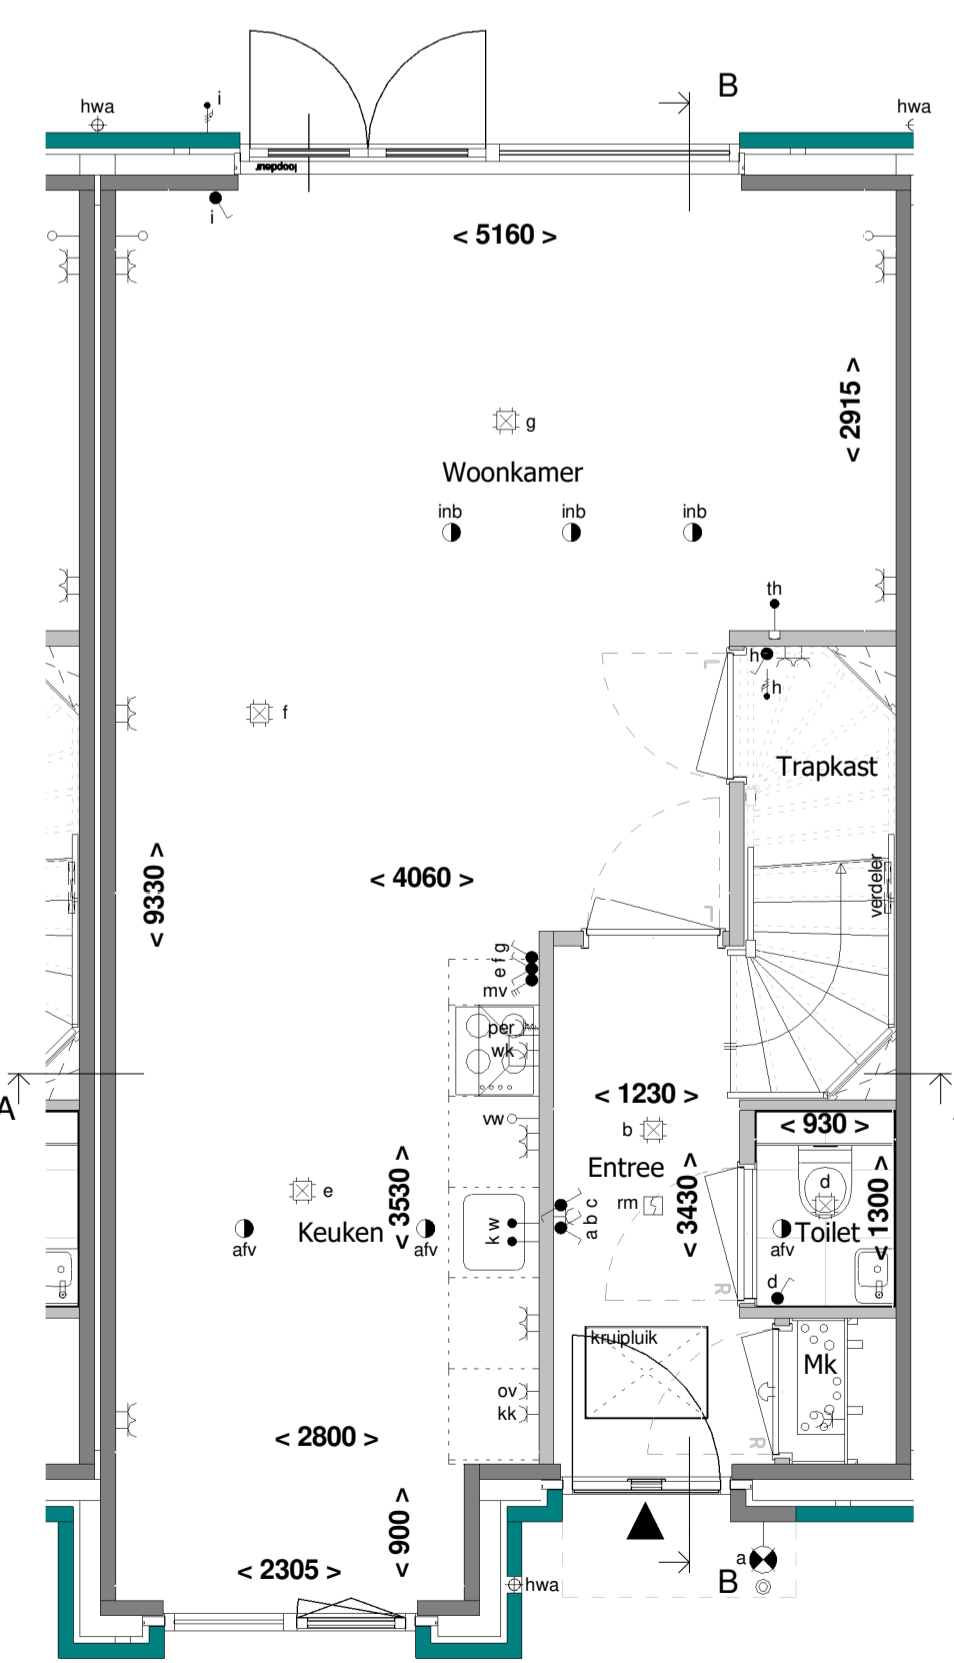 B
hwa
i
hwa
loopdeur
i
< 5160 >
< 2915 >
g
Woonkamer
inb
inb
inb
th
h
h
L
f
Trapkast
verdeler
< 9330 >
< 4060 >
L
e f g
mv
per
wk
< 1230 >
A
vw
b
< 930 >
Entree
rm
< 3430 >
d
< 1300 >
e
Keuken
< 3530 >
k w
a b c
afv
afv
afv
Toilet
d
R
kruipluik
Mk
ov
kk
R
< 2800 >
< 900 >
< 2305 >
hwa
a
B